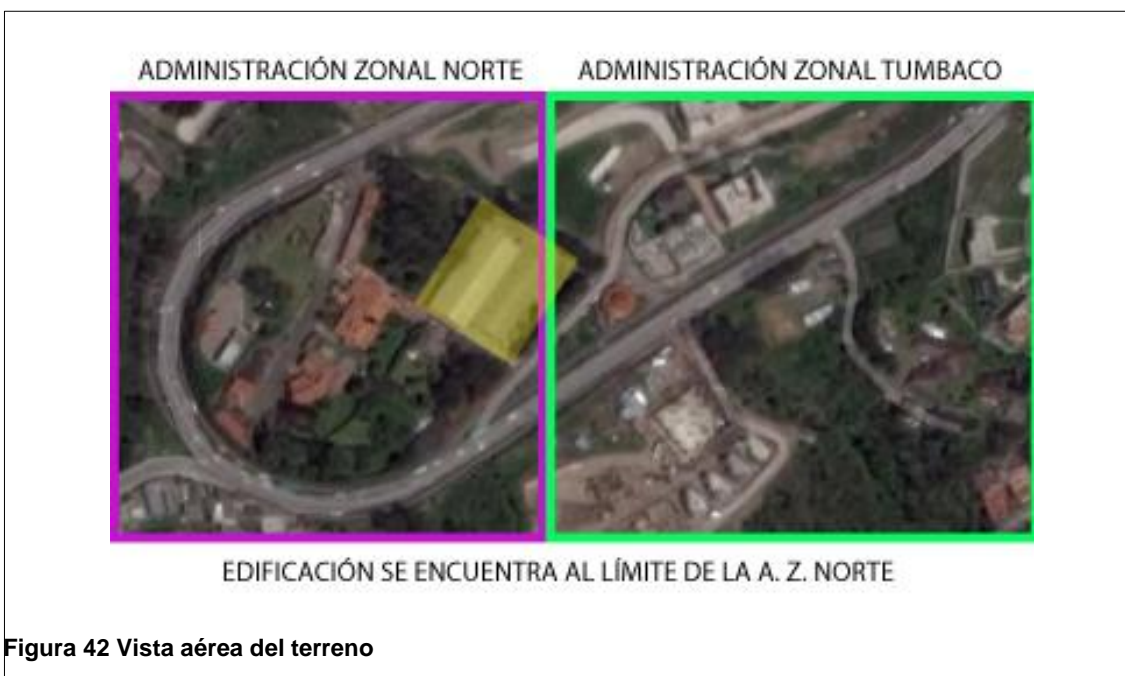 ADMINISTRACIÓN ZONAL NORTE
ADMINISTRACIÓN ZONAL TUMBACO
EDIFICACIÓN SE ENCUENTRA AL LÍMITE DE LA A. Z. NORTE
Figura 42 Vista aérea del terreno